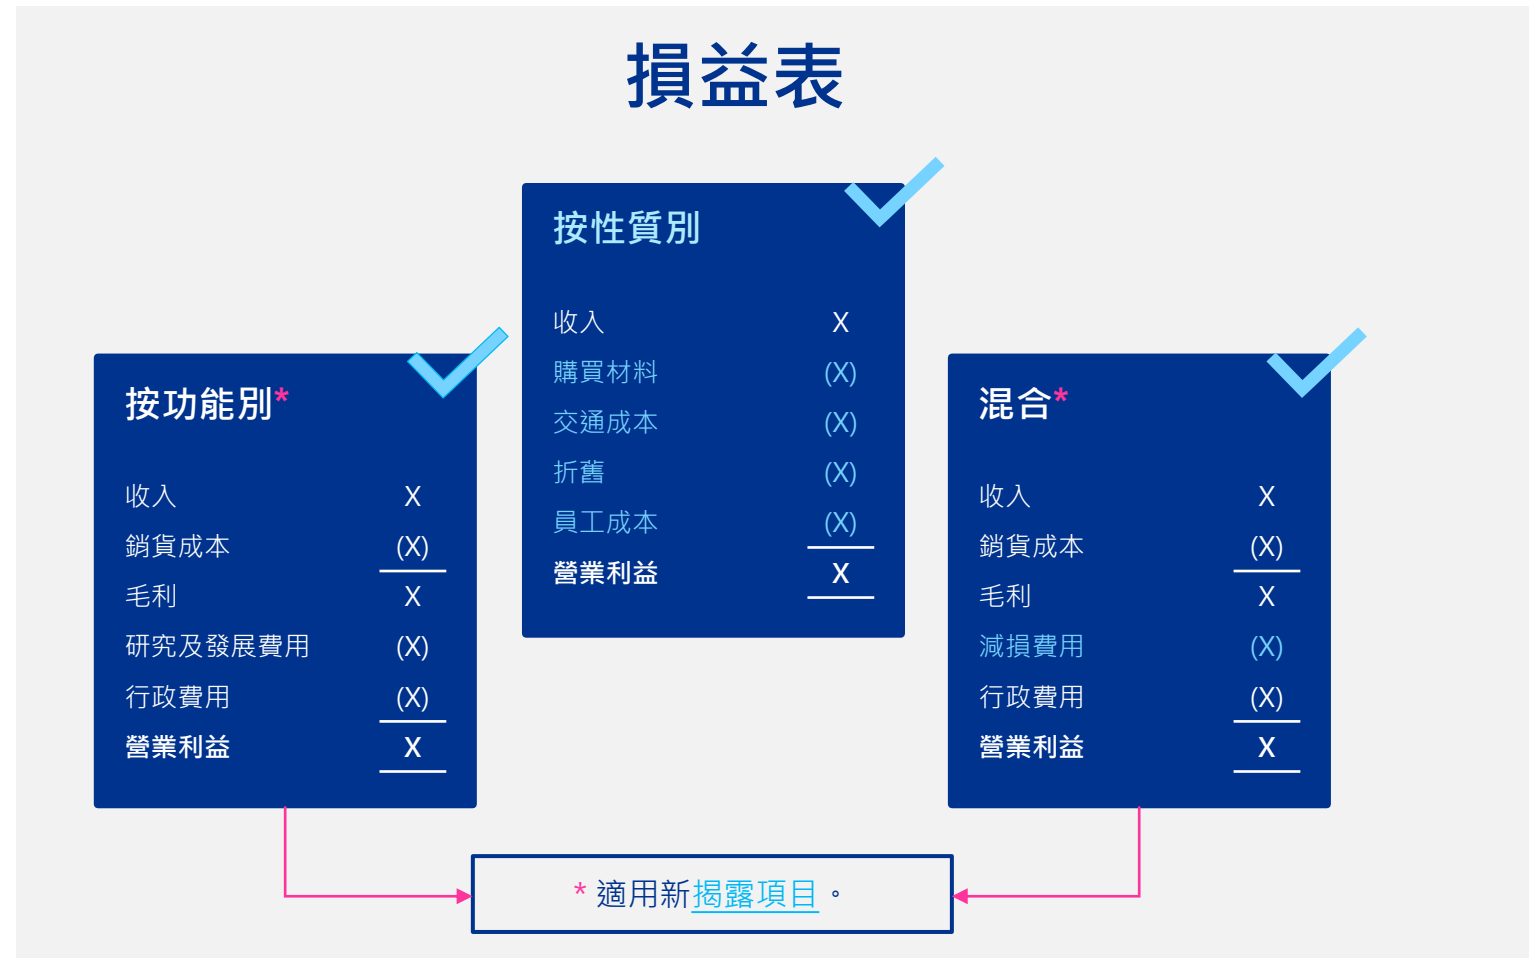 損益表
按性質別
收入 X
購買材料 (X)
交通成本 (X)
折舊 (X)
員工成本 (X)
營業利益 X
按功能別*
收入 X
銷貨成本 (X)
毛利 X
研究及發展費用 (X)
行政費用 (X)
營業利益 X
混合*
收入 X
銷貨成本 (X)
毛利 X
減損費用 (X)
行政費用 (X)
營業利益 X
* 適用新揭露項目。